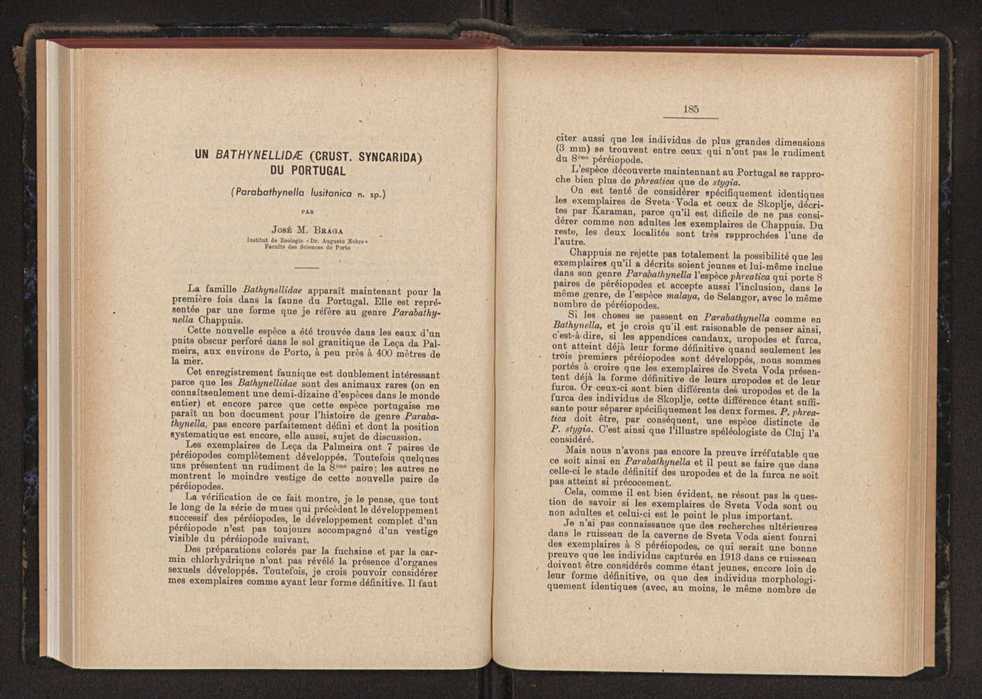 UN BATHYNELLIDÆ (CRUST. SYNCARIDA)
DU PORTUGAL
(Parabathynella lusitanica n. sp.)
PAR
JOSÉ M. BRAGA
Institut de Zoologie «Dr. Augusto Nobre»
Faculté des Sciences de Porto
La famille Bathynellidae apparaît maintenant pour la
première fois dans la faune du Portugal. Elle est repré-
sentée par une forme que je réfère au genre Parabathy-
nella Chappuis.
Cette nouvelle espèce a été trouvée dans les eaux d'un
puits obscur perforé dans le sol granitique de Leça da Pal-
meira, aux environs de Porto, à peu près à 400 mètres de
la mer.
Cet enregistrement faunique est doublement intéressant
parce que les Bathynellidae sont des animaux rares (on en
connaîtseulement une demi-dizaine d'espèces dans le monde
entier) et encore parce que cette espèce portugaise me
paraît un bon document pour l'histoire de genre Paraba-
thynella, pas encore parfaitement défini et dont la position
systematique est encore, elle aussi, sujet de discussion.
Les exemplaires de Leça da Palmeira ont 7 paires de
péréiopodes complètement développés. Toutefois quelques
uns présentent un rudiment de la 8ème paire; les autres ne
montrent le moindre vestige de cette nouvelle paire de
péréiopodes.
La vérification de ce fait montre, je le pense, que tout
le long de la série de mues qui précèdent le développement
successif des péréiopodes, le développement complet d'un
péréiopode n'est pas toujours accompagné d'un vestige
visible du péréiopode suivant.
Des préparations colorés par la fuchsine et par la car-
min chlorhydrique n'ont pas révélé la présence d'organes
sexuels développés. Toutefois, je crois pouvoir considérer
mes exemplaires comme ayant leur forme définitive. Il faut
185
citer aussi que les individus de plus grandes dimensions
(3 mm) se trouvent entre ceux qui n'ont pas le rudiment
du 8ème péréiopode.
L'espèce découverte maintenant au Portugal se rappro-
che bien plus de phreatica que de stygia.
On est tenté de considèrer spécifiquement identiques
les exemplaires de Sveta-Voda et ceux de Skoplje, décri-
tes par Karaman, parce qu'il est dificile de ne pas consi-
dérer comme non adultes les exemplaires de Chappuis. Du
reste, les deux localités sont très rapprochées l'une de
l'autre.
Chappuis ne rejette pas totalement la possibilité que les
exemplaires qu'il a décrits soient jeunes et lui-même inclue
dans son genre Parabathynella l'espèce phreatica qui porte 8
paires de péréiopodes et accepte aussi l'inclusion, dans le
même genre, de l'espèce malaya, de Selangor, avec le même
nombre de péréiopodes.
Si les choses se passent en Parabathynella comme en
Bathynella, et je crois qu'il est raisonable de penser ainsi,
c'est-à-dire, si les appendices caudaux, uropodes et furca,
ont atteint déjà leur forme définitive quand seulement les
trois premiers péréiopodes sont développés, nous sommes
portés à croire que les exemplaires de Sveta Voda présen-
tent déjà la forme définitive de leurs uropodes et de leur
furca. Or ceux-ci sont bien différents des uropodes et de la
furca des individus de Skoplje, cette différence étant suffi-
sante pour séparer spécifiquement les deux formes. P. phrea-
tica doit être, par conséquent, une espèce distincte de
P. stygia. C'est ainsi que l'illustre spéléologiste de Cluj l'a
considéré.
Mais nous n'avons pas encore la preuve irréfutable que
ce soit ainsi en Parabathynella et il peut se faire que dans
celle-ci le stade définitif des uropodes et de la furca ne soit
pas atteint si précocement.
Cela, comme il est bien évident, ne résout pas la ques-
tion de savoir si les exemplaires de Sveta Voda sont ou
non adultes et celui-ci est le point le plus important.
Je n'ai pas connaissance que des recherches ultérieures
dans le ruisseau de la caverne de Sveta Voda aient fourni
des exemplaires à 8 péréiopodes, ce qui serait une bonne
preuve que les individus capturés en 1913 dans ce ruisseau
doivent être considérés comme étant jeunes, encore loin de
leur forme définitive, ou que des individus morphologi-
quement identiques (avec, au moins, le même nombre de